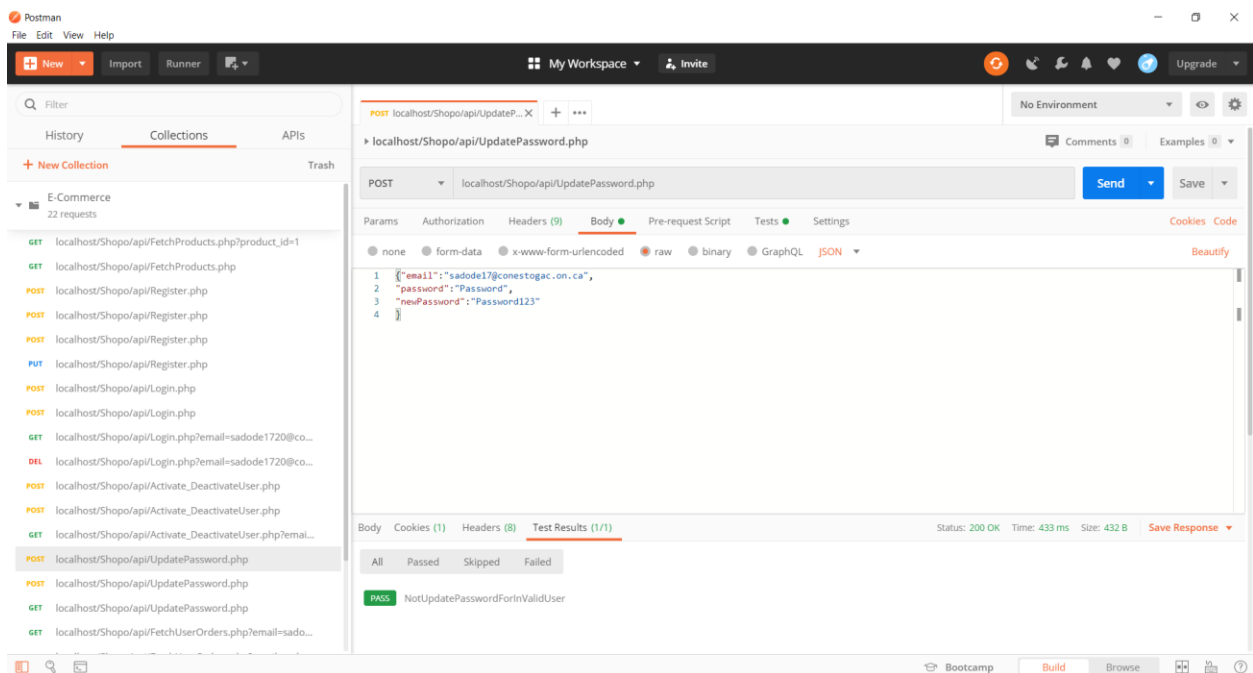 Postman
File Edit View Help
New Import Runner My Workspace Invite Upgrade
Filter
History Collections APIs
+ New Collection Trash
E-Commerce
22 requests
GET localhost/Shopo/api/FetchProducts.php?product_id=1
GET localhost/Shopo/api/FetchProducts.php
POST localhost/Shopo/api/Register.php
POST localhost/Shopo/api/Register.php
POST localhost/Shopo/api/Register.php
PUT localhost/Shopo/api/Register.php
POST localhost/Shopo/api/Login.php
POST localhost/Shopo/api/Login.php
GET localhost/Shopo/api/Login.php?email=sadode1720@co...
DEL localhost/Shopo/api/Login.php?email=sadode1720@co...
POST localhost/Shopo/api/Activate_DeactivateUser.php
POST localhost/Shopo/api/Activate_DeactivateUser.php
GET localhost/Shopo/api/Activate_DeactivateUser.php?emai...
POST localhost/Shopo/api/UpdatePassword.php
POST localhost/Shopo/api/UpdatePassword.php
GET localhost/Shopo/api/UpdatePassword.php
GET localhost/Shopo/api/FetchUserOrders.php?email=sado...
POST localhost/Shopo/api/UpdateP... X + •••
No Environment
localhost/Shopo/api/UpdatePassword.php Comments 0 Examples 0
POST localhost/Shopo/api/UpdatePassword.php Send Save
Params Authorization Headers (9) Body Pre-request Script Tests Settings Cookies Code
none form-data x-www-form-urlencoded raw binary GraphQL JSON Beautify
1 {"email":"sadode17@conestogac.on.ca",
2 "password":"Password",
3 "newPassword":"Password123"
4 }
Body Cookies (1) Headers (8) Test Results (1/1) Status: 200 OK Time: 433 ms Size: 432 B Save Response
All Passed Skipped Failed
PASS NotUpdatePasswordForInValidUser
Bootcamp Build Browse